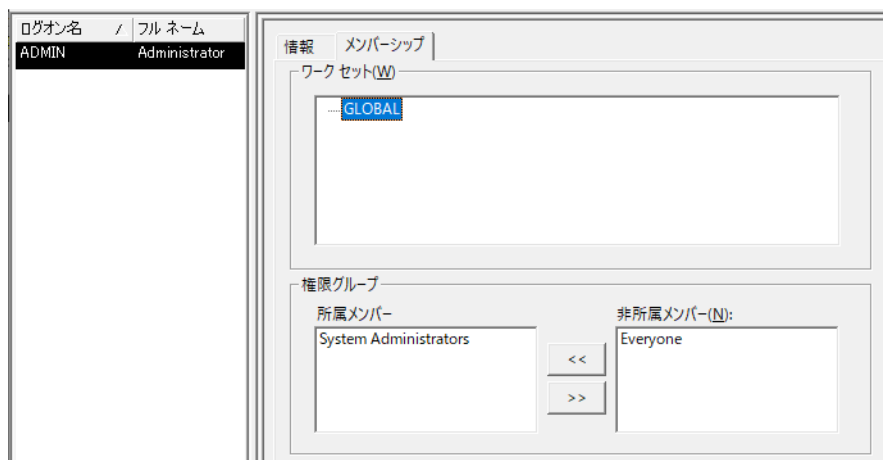 ログオン名 / フル ネーム
ADMIN Administrator
情報 メンバーシップ
ワーク セット(W)
GLOBAL
権限グループ
所属メンバー 非所属メンバー(N):
System Administrators << Everyone
>>